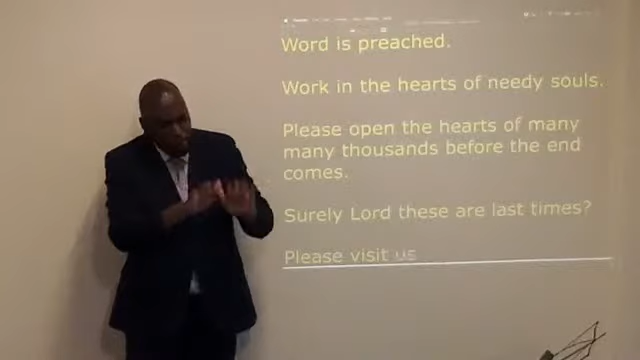 Word is preached.
Work in the hearts of needy souls.
Please open the hearts of many
many thousands before the end
comes.
Surely Lord these are last times?
Please visit us